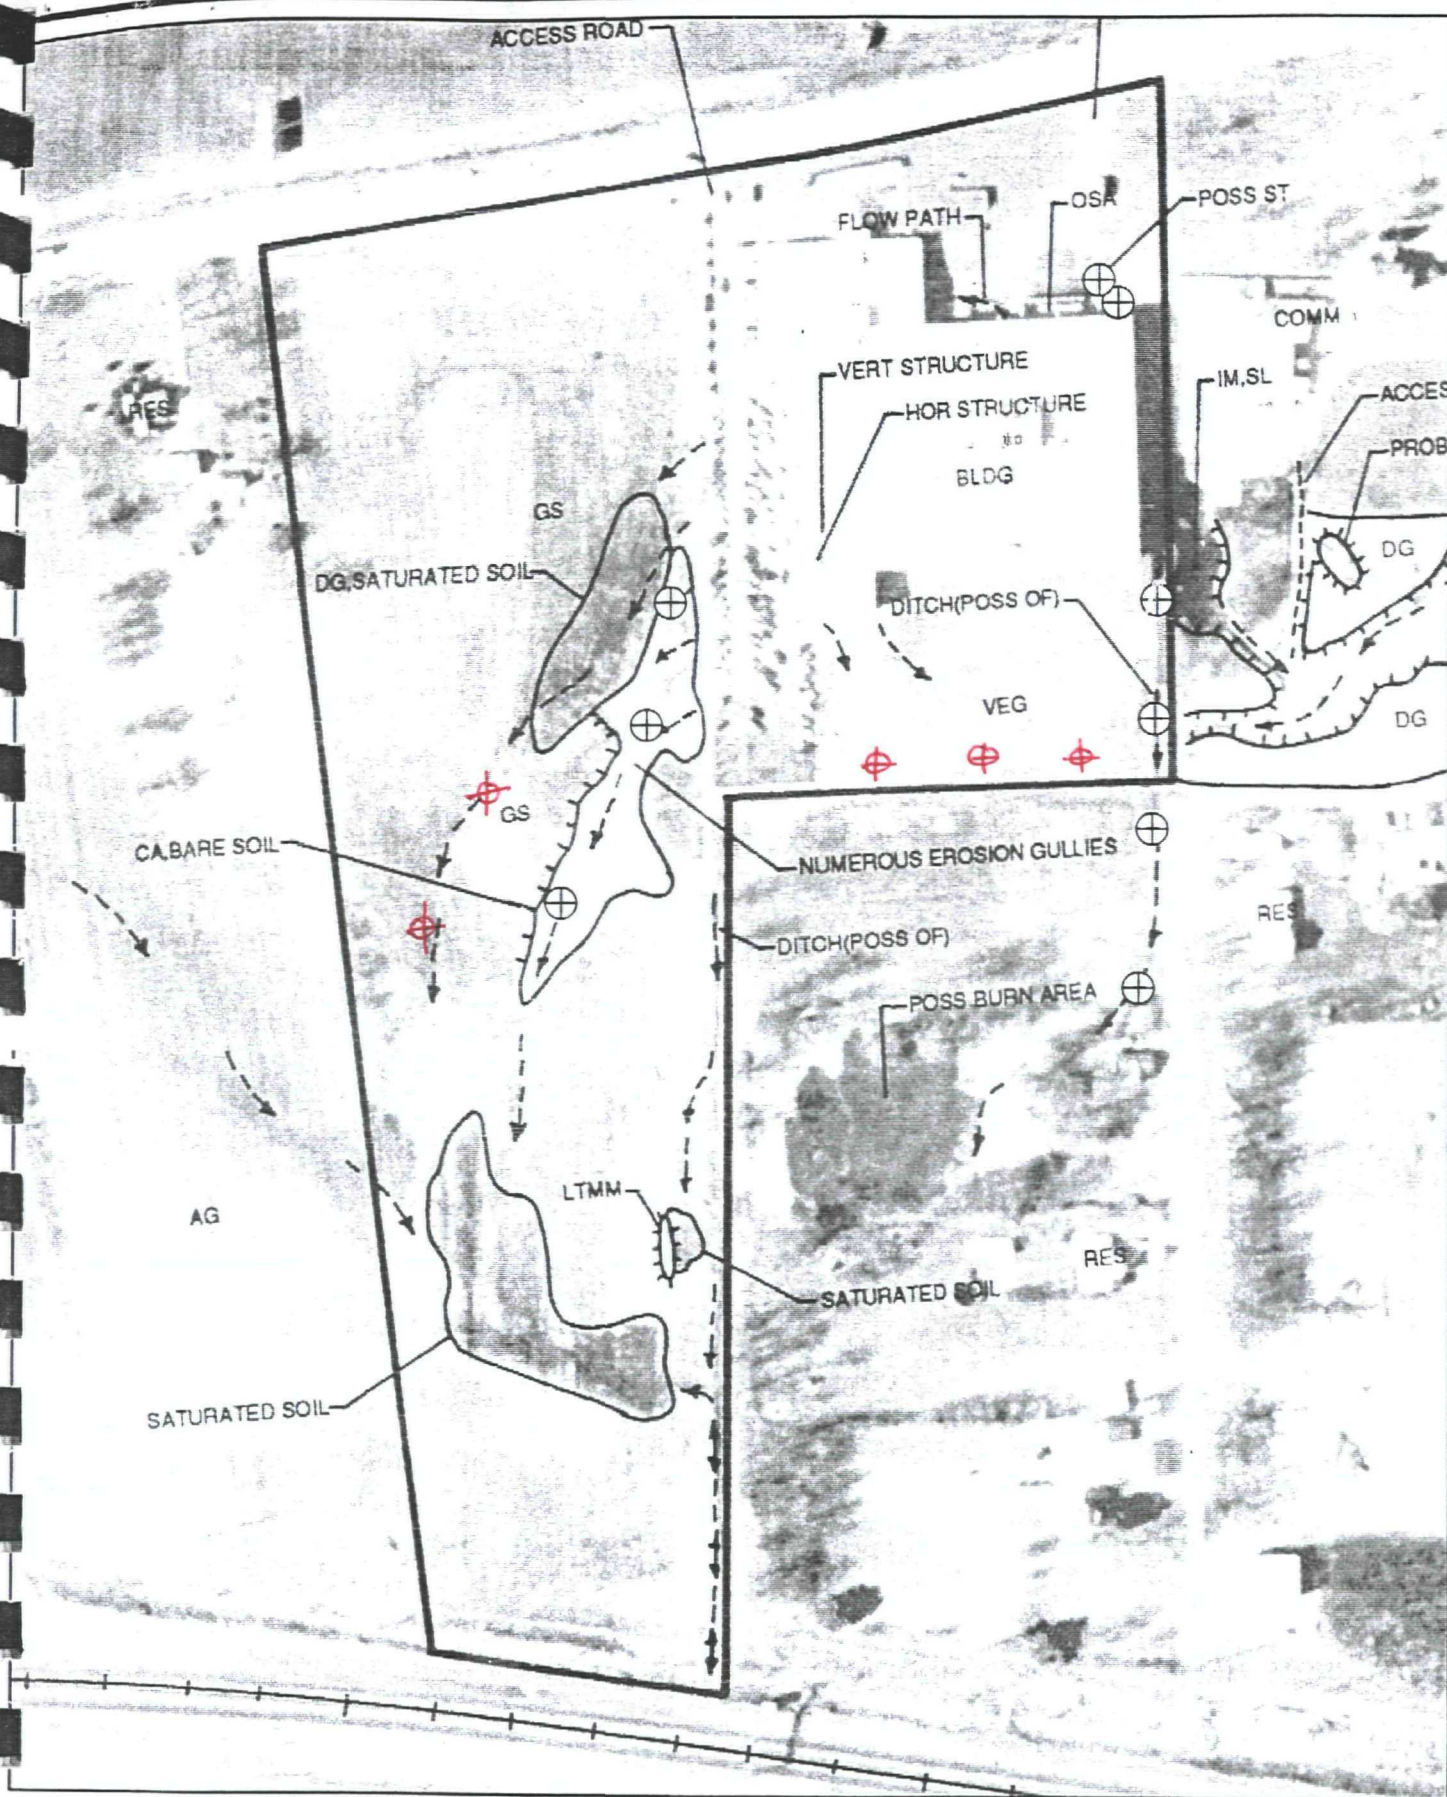 ACCESS ROAD
FLOW PATH
OSA
POSS ST
COMM
VERT STRUCTURE
IM,SL
HOR STRUCTURE
ACCES
RES
PROB
BLDG
GS
DG
DG,SATURATED SOIL
DITCH(POSS OF)
VEG
DG
GS
CA,BARE SOIL
NUMEROUS EROSION GULLIES
RES
DITCH(POSS OF)
POSS BURN AREA
LTMM
AG
RES
SATURATED SOIL
SATURATED SOIL